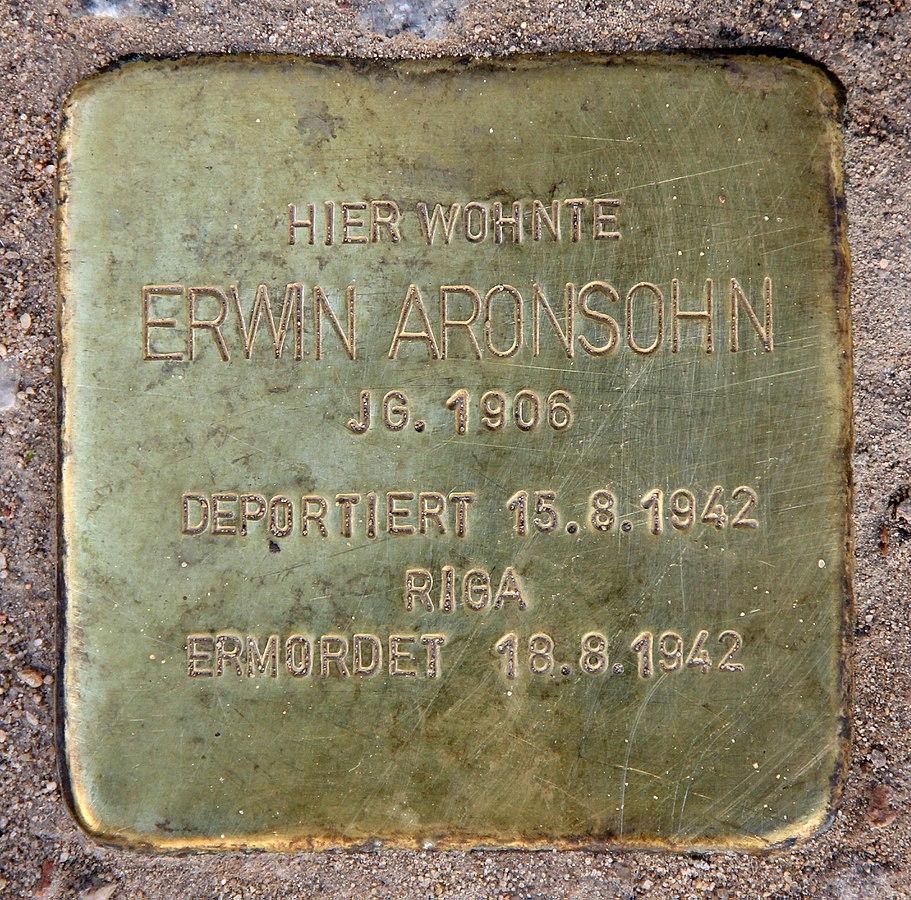 HIER WOHNTE
ERWIN ARONSOHN
JG. 1906
DEPORTIERT 15.8.1942
RIGA
ERMORDET 18.8.1942